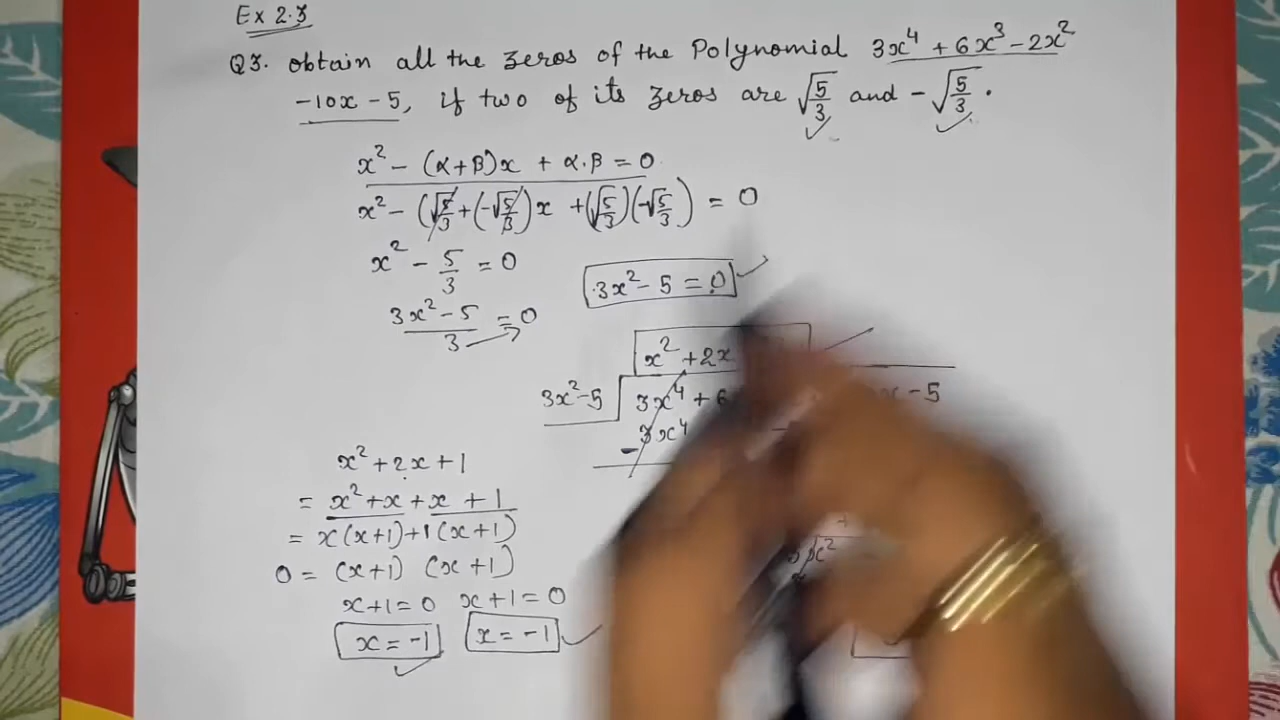 Ex 2.3
Q3. obtain all the zeros of the Polynomial 3x⁴ + 6x³ - 2x²
-10x - 5, if two of its zeros are √5/3 and -√5/3.
x² - (α+β)x + α.β = 0
x² - (√5/3 + (-√5/3)x + (√5/3)(-√5/3) = 0
x² - 5/3 = 0
3x² - 5 = 0
3x² - 5 / 3 = 0
x² + 2x
3x²-5
3x⁴ + 6
x - 5
3x⁴
-
x² + 2x + 1
= x² + x + x + 1
= x(x+1) + 1(x+1)
0 = (x+1) (x+1)
x+1=0 x+1=0
x = -1 x = -1